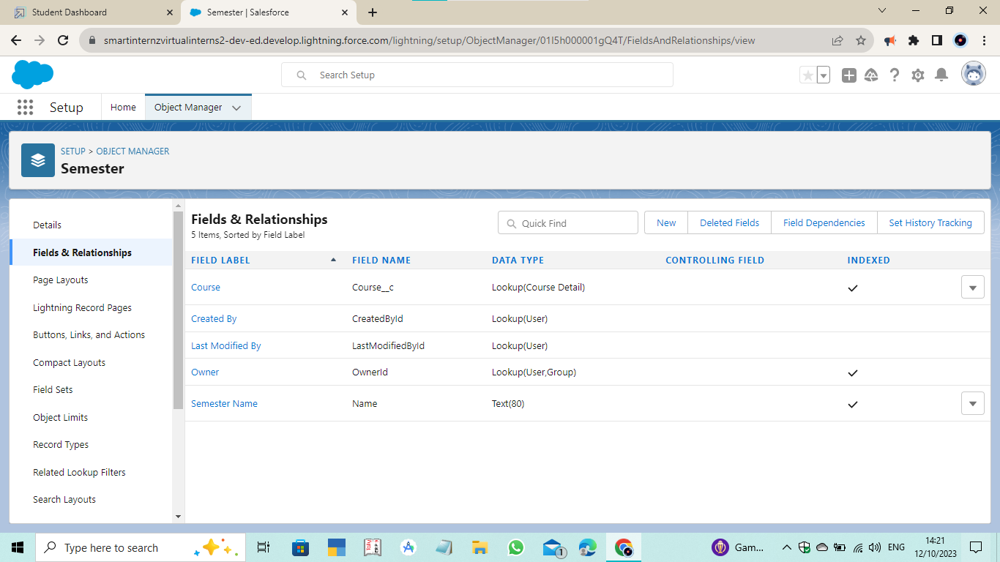 Student Dashboard
Semester | Salesforce
smartinternzvirtualinterns2-dev-ed.develop.lightning.force.com/lightning/setup/ObjectManager/01I5h000001gQ4T/FieldsAndRelationships/view
Search Setup
Setup
Home
Object Manager
SETUP > OBJECT MANAGER
Semester
Details
Fields & Relationships
Page Layouts
Lightning Record Pages
Buttons, Links, and Actions
Compact Layouts
Field Sets
Object Limits
Record Types
Related Lookup Filters
Search Layouts
Fields & Relationships
5 Items, Sorted by Field Label
Quick Find
New
Deleted Fields
Field Dependencies
Set History Tracking
FIELD LABEL FIELD NAME DATA TYPE CONTROLLING FIELD INDEXED
Course Course__c Lookup(Course Detail)
Created By CreatedById Lookup(User)
Last Modified By LastModifiedById Lookup(User)
Owner OwnerId Lookup(User,Group)
Semester Name Name Text(80)
Type here to search
1
Gam...
ENG
14:21
12/10/2023